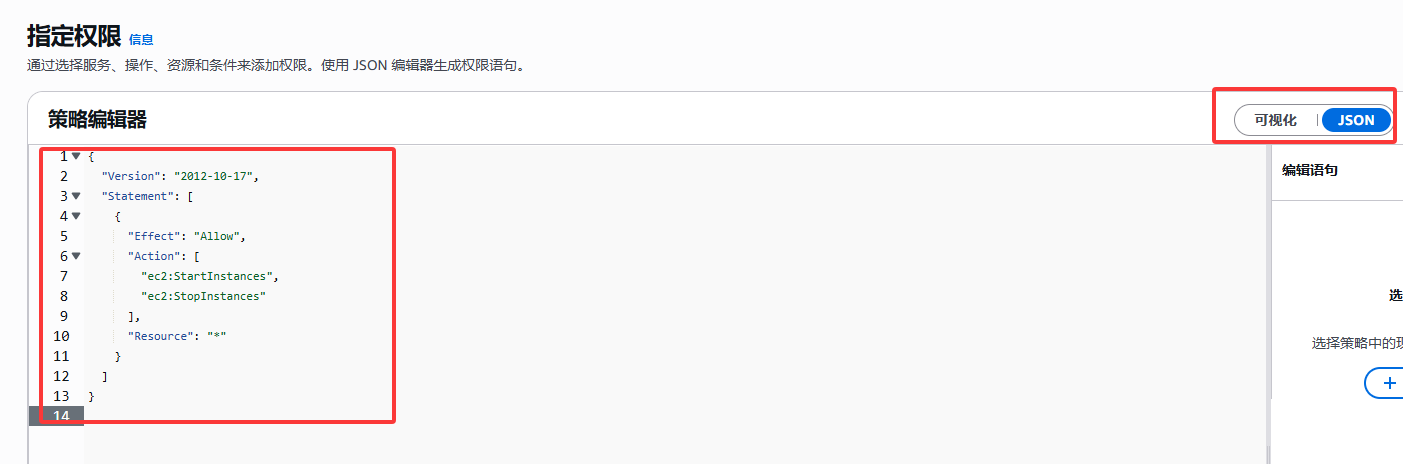 指定权限 信息
通过选择服务、操作、资源和条件来添加权限。使用 JSON 编辑器生成权限语句。
策略编辑器
可视化 JSON
1 {
2 "Version": "2012-10-17",
3 "Statement": [
4 {
5 "Effect": "Allow",
6 "Action": [
7 "ec2:StartInstances",
8 "ec2:StopInstances"
9 ],
10 "Resource": "*"
11 }
12 ]
13 }
14
编辑语句
选
选择策略中的现
+